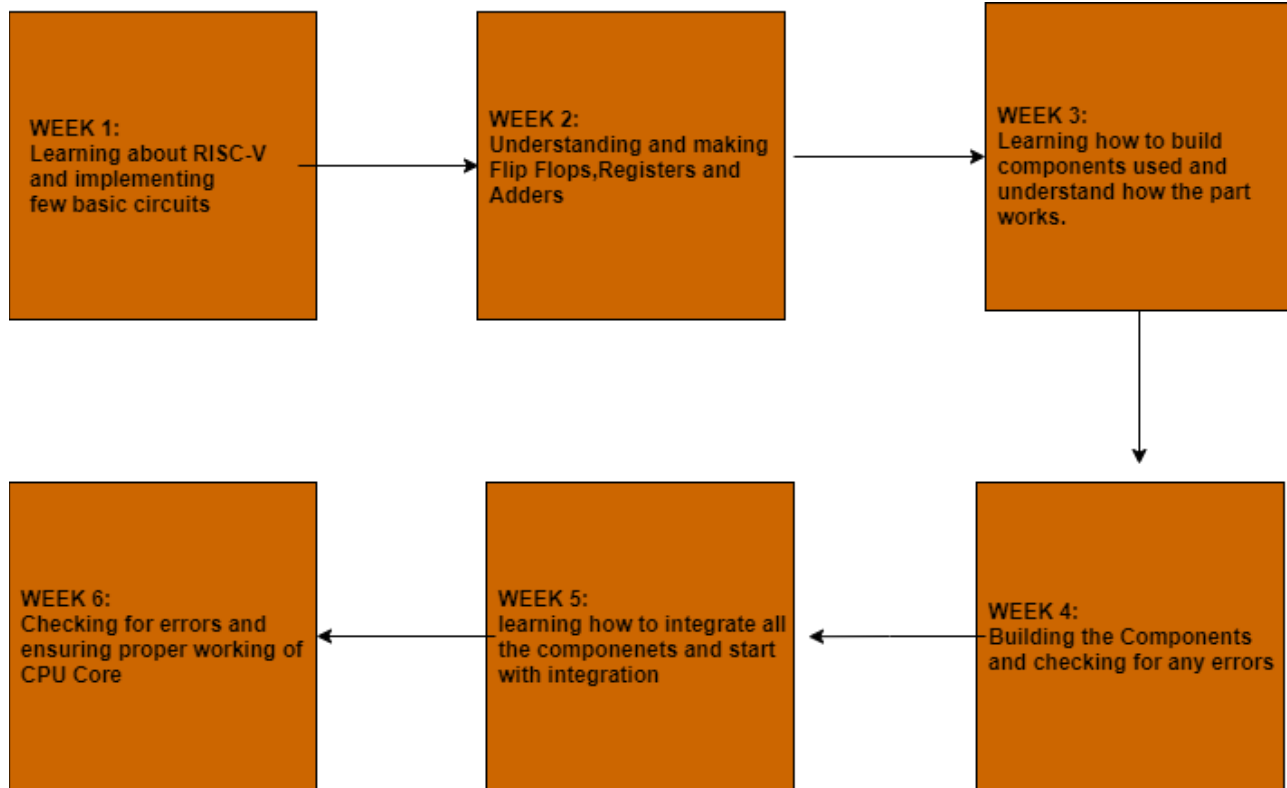 WEEK 1:
Learning about RISC-V
and implementing
few basic circuits
WEEK 2:
Understanding and making
Flip Flops,Registers and
Adders
WEEK 3:
Learning how to build
components used and
understand how the part
works.
WEEK 4:
Building the Components
and checking for any errors
WEEK 5:
learning how to integrate all
the componenets and start
with integration
WEEK 6:
Checking for errors and
ensuring proper working of
CPU Core